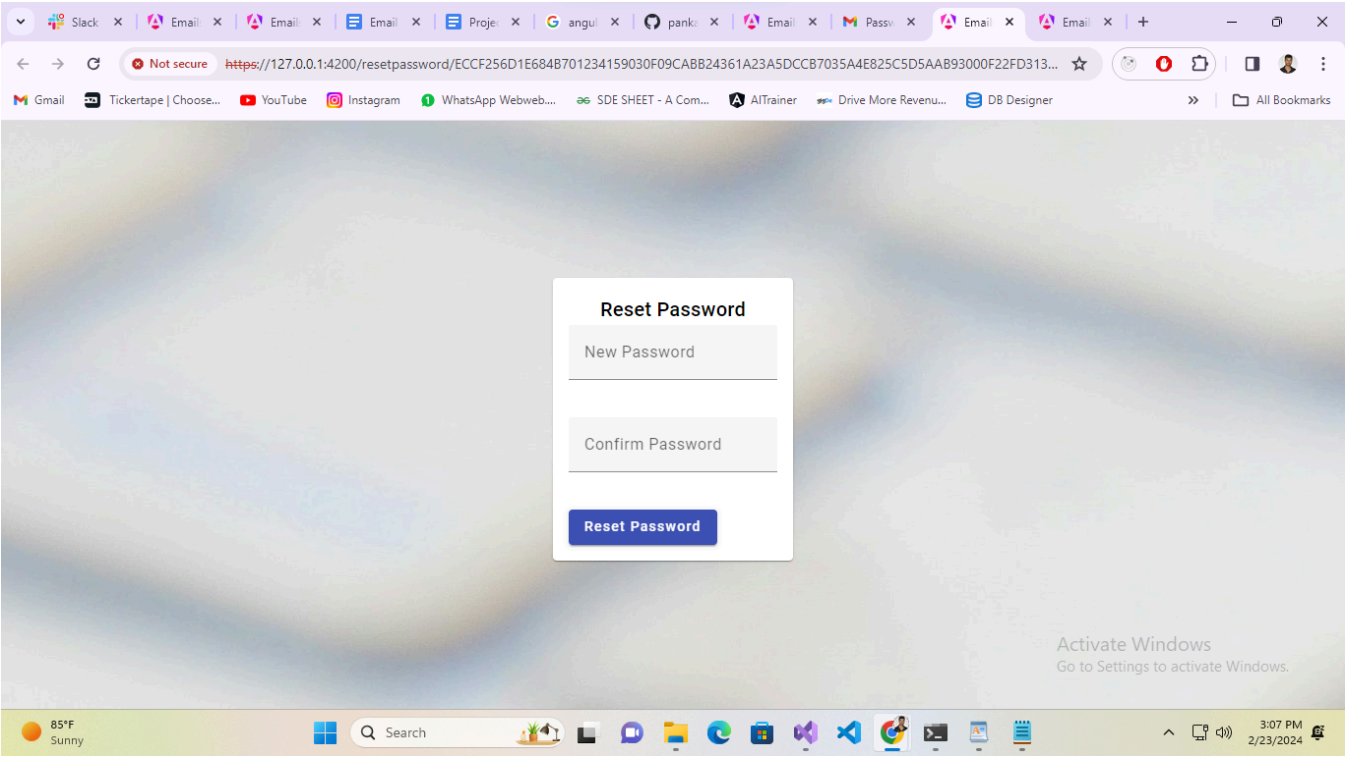 Slack Email Email Email Projec angul panka Email Passw Email Email
Not secure https://127.0.0.1:4200/resetpassword/ECCF256D1E684B701234159030F09CABB24361A23A5DCCB7035A4E825C5D5AAB93000F22FD313...
Gmail Tickertape | Choose... YouTube Instagram WhatsApp Webweb.... SDE SHEET - A Com... AITrainer Drive More Revenu... DB Designer » All Bookmarks
Reset Password
New Password
Confirm Password
Reset Password
Activate Windows
Go to Settings to activate Windows.
85°F
Sunny
Search
3:07 PM
2/23/2024